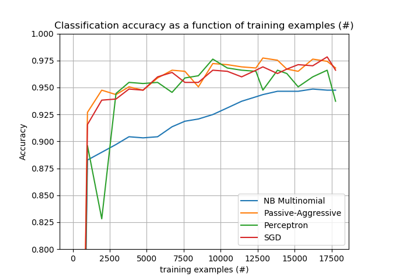 Classification accuracy as a function of training examples (#)
1.000
0.975
0.950
0.925
0.900
0.875
0.850
0.825
0.800
Accuracy
NB Multinomial
Passive-Aggressive
Perceptron
SGD
0 2500 5000 7500 10000 12500 15000 17500
training examples (#)